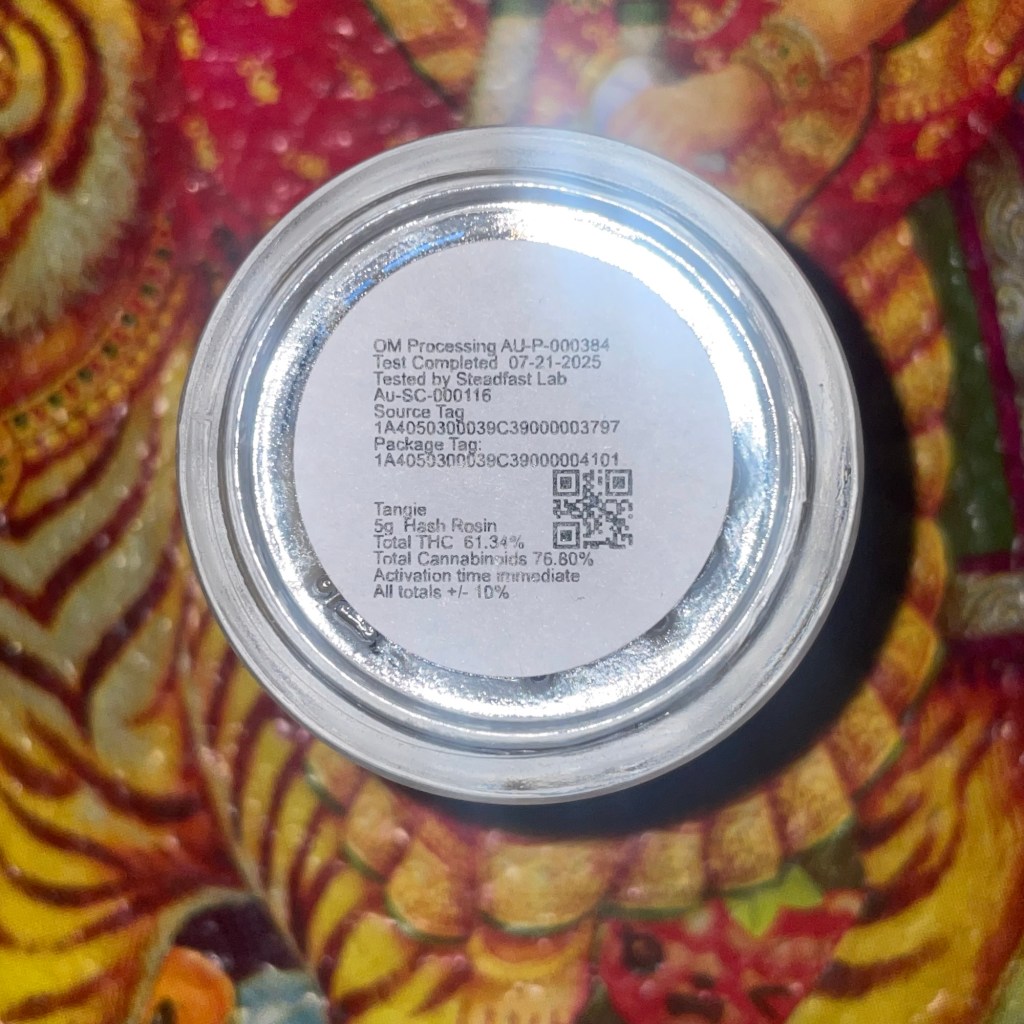 OM Processing AU-P-000384
Test Completed 07-21-2025
Tested by Steadfast Lab
Au-SC-000116
Source Tag
1A4050300039C39000003797
Package Tag:
1A4050300039C39000004101
Tangie
5g Hash Rosin
Total THC 61.34%
Total Cannabinoids 76.60%
Activation time immediate
All totals +/- 10%